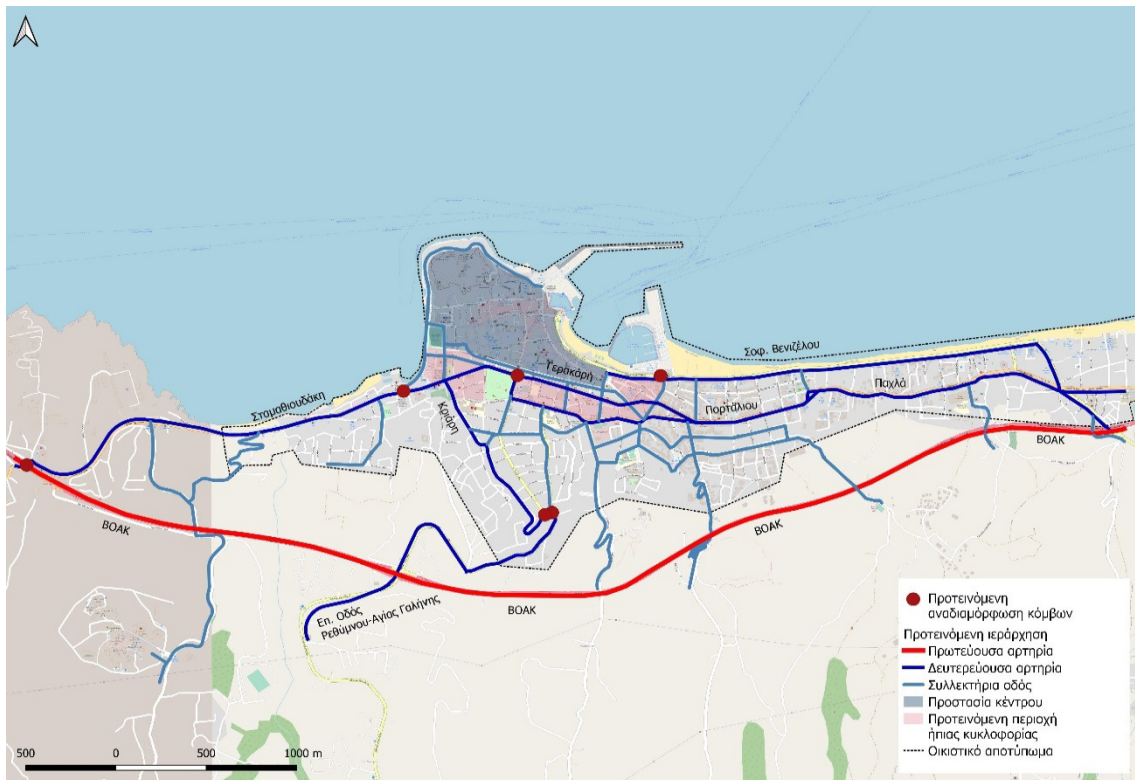 Σταμαθιουδάκη
Κριάρη
Γερακάρη
Σοφ. Βενιζέλου
Παχλά
Πορτάλιου
ΒΟΑΚ
ΒΟΑΚ
ΒΟΑΚ
ΒΟΑΚ
Επ. Οδός
Ρεθύμνου-Αγίας Γαλήνης
Προτεινόμενη
αναδιαμόρφωση κόμβων
Προτεινόμενη ιεράρχηση
Πρωτεύουσα αρτηρία
Δευτερεύουσα αρτηρία
Συλλεκτήρια οδός
Προστασία κέντρου
Προτεινόμενη περιοχή
ήπιας κυκλοφορίας
Οικιστικό αποτύπωμα
500 0 500 1000 m